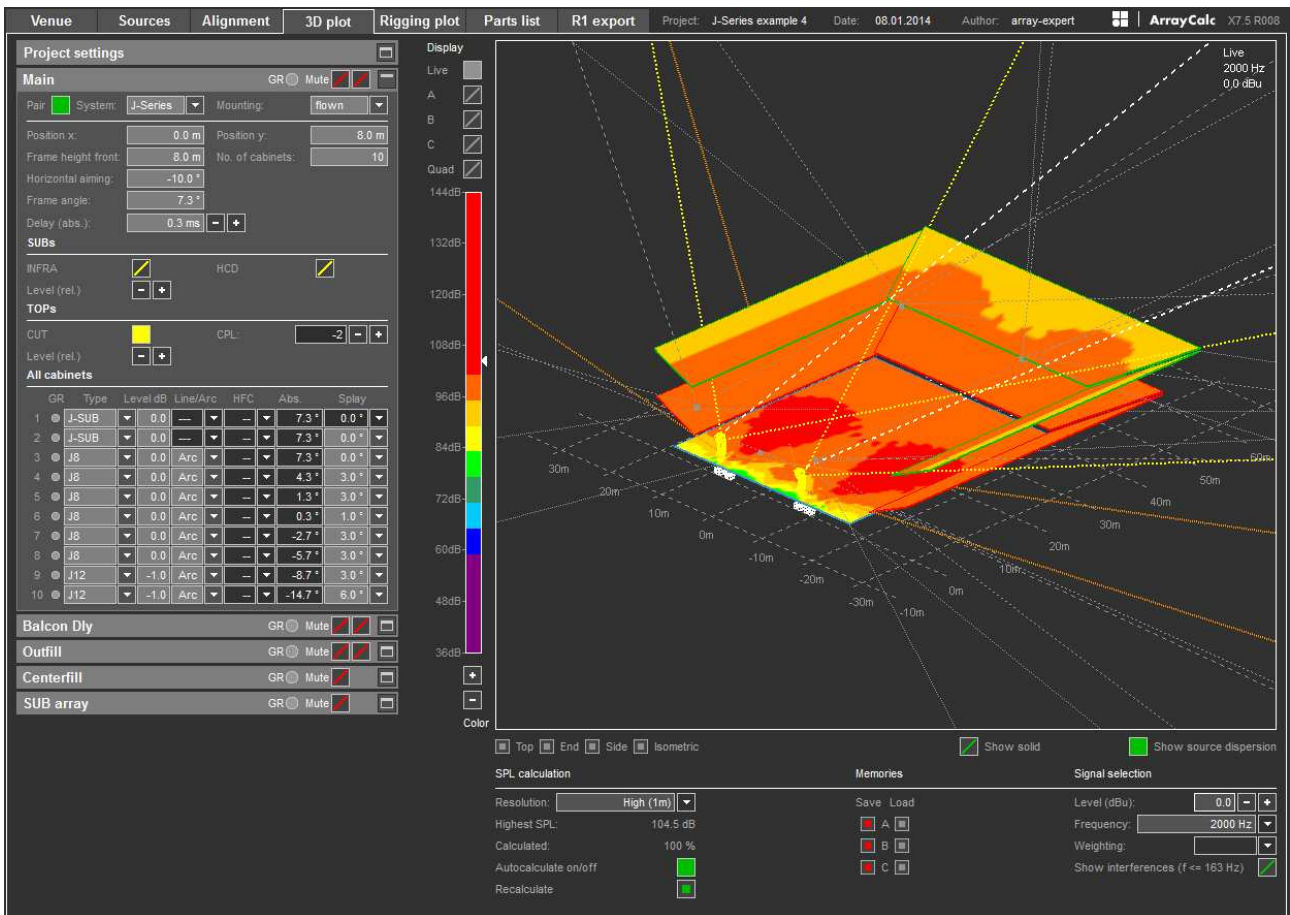 Venue Sources Alignment 3D plot Rigging plot Parts list R1 export Project: J-Series example 4 Date: 08.01.2014 Author: array-expert ArrayCalc X7.5 R008
Project settings
Main GR Mute
Pair System: J-Series Mounting: flown
Position x: 0.0 m Position y: 8.0 m
Frame height front: 8.0 m No. of cabinets: 10
Horizontal aiming: -10.0 °
Frame angle: 7.3 °
Delay (abs.): 0.3 ms - +
SUBs
INFRA HCD
Level (rel.) - +
TOPs
CUT CPL: -2 - +
Level (rel.) - +
All cabinets
GR Type Level dB Line/Arc HFC Abs. Splay
1 J-SUB 0.0 --- -- 7.3 ° 0.0 °
2 J-SUB 0.0 --- -- 7.3 ° 0.0 °
3 J8 0.0 Arc -- 7.3 ° 0.0 °
4 J8 0.0 Arc -- 4.3 ° 3.0 °
5 J8 0.0 Arc -- 1.3 ° 3.0 °
6 J8 0.0 Arc -- 0.3 ° 1.0 °
7 J8 0.0 Arc -- -2.7 ° 3.0 °
8 J8 0.0 Arc -- -5.7 ° 3.0 °
9 J12 -1.0 Arc -- -8.7 ° 3.0 °
10 J12 -1.0 Arc -- -14.7 ° 6.0 °
Balcon Dly GR Mute
Outfill GR Mute
Centerfill GR Mute
SUB array GR Mute
Display
Live
A
B
C
Quad
144dB
132dB
120dB
108dB
96dB
84dB
72dB
60dB
48dB
36dB
+
-
Color
Live
2000 Hz
0,0 dBu
30m
20m
10m
0m
-10m
-20m
-30m
-10m
0m
10m
20m
30m
40m
50m
60m
Top End Side Isometric Show solid Show source dispersion
SPL calculation
Resolution: High (1m)
Highest SPL: 104.5 dB
Calculated: 100 %
Autocalculate on/off
Recalculate
Memories
Save Load
A
B
C
Signal selection
Level (dBu): 0.0 - +
Frequency: 2000 Hz
Weighting:
Show interferences (f <= 163 Hz)